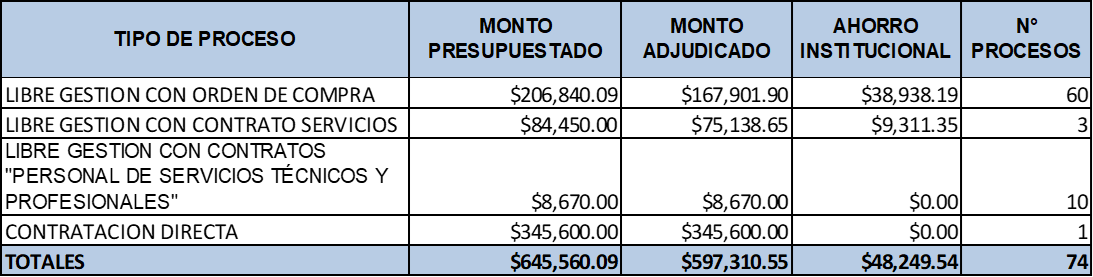 TIPO DE PROCESO MONTO PRESUPUESTADO MONTO ADJUDICADO AHORRO INSTITUCIONAL N° PROCESOS
LIBRE GESTION CON ORDEN DE COMPRA $206,840.09 $167,901.90 $38,938.19 60
LIBRE GESTION CON CONTRATO SERVICIOS $84,450.00 $75,138.65 $9,311.35 3
LIBRE GESTION CON CONTRATOS
"PERSONAL DE SERVICIOS TÉCNICOS Y
PROFESIONALES" $8,670.00 $8,670.00 $0.00 10
CONTRATACION DIRECTA $345,600.00 $345,600.00 $0.00 1
TOTALES $645,560.09 $597,310.55 $48,249.54 74